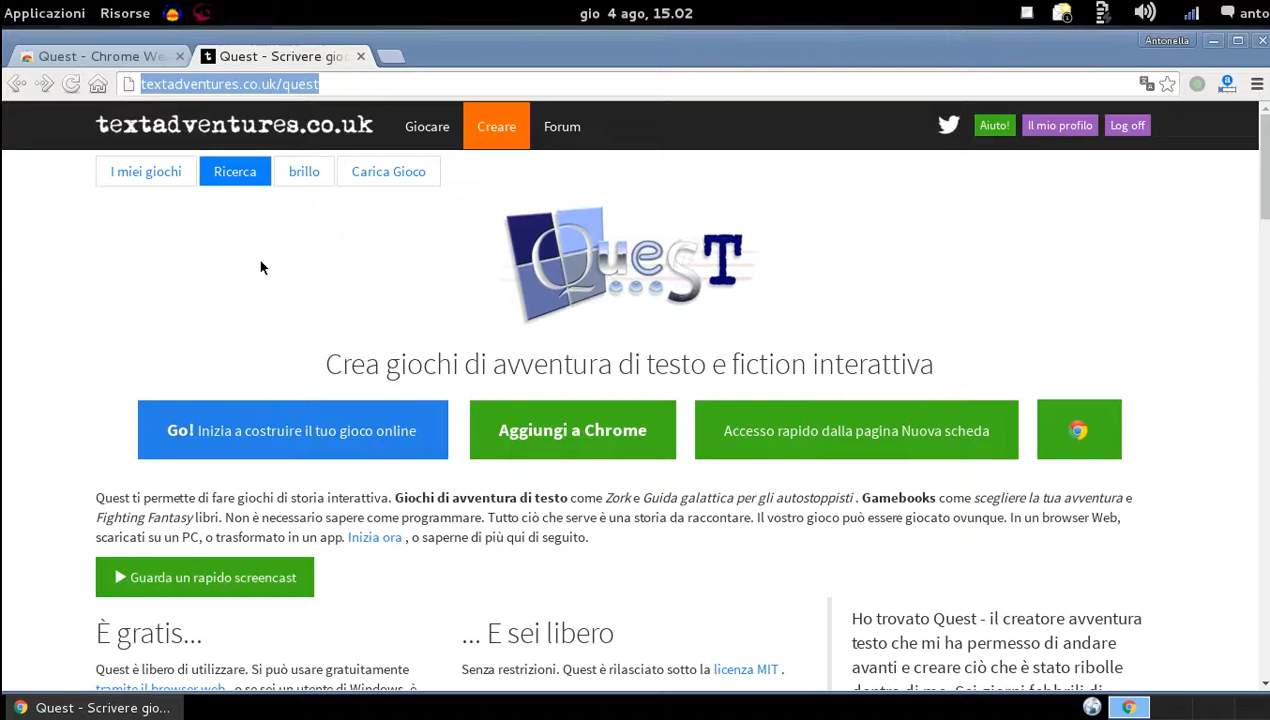 Applicazioni Risorse gio 4 ago, 15.02 anto
Antonella
Quest - Chrome We × Quest - Scrivere gioc ×
textadventures.co.uk/quest
textadventures.co.uk Giocare Creare Forum Aiuto! Il mio profilo Log off
I miei giochi Ricerca brillo Carica Gioco
QuesT
Crea giochi di avventura di testo e fiction interattiva
Go! Inizia a costruire il tuo gioco online Aggiungi a Chrome Accesso rapido dalla pagina Nuova scheda
Quest ti permette di fare giochi di storia interattiva. Giochi di avventura di testo come Zork e Guida galattica per gli autostoppisti . Gamebooks come scegliere la tua avventura e
Fighting Fantasy libri. Non è necessario sapere come programmare. Tutto ciò che serve è una storia da raccontare. Il vostro gioco può essere giocato ovunque. In un browser Web,
scaricati su un PC, o trasformato in un app. Inizia ora , o saperne di più qui di seguito.
Guarda un rapido screencast
È gratis...
Quest è libero di utilizzare. Si può usare gratuitamente
tramite il browser web , o se sei un utente di Windows, è
... E sei libero
Senza restrizioni. Quest è rilasciato sotto la licenza MIT .
Ho trovato Quest - il creatore avventura
testo che mi ha permesso di andare
avanti e creare ciò che è stato ribolle
dentro di me. Sei giorni febbrili di
Quest - Scrivere gio...